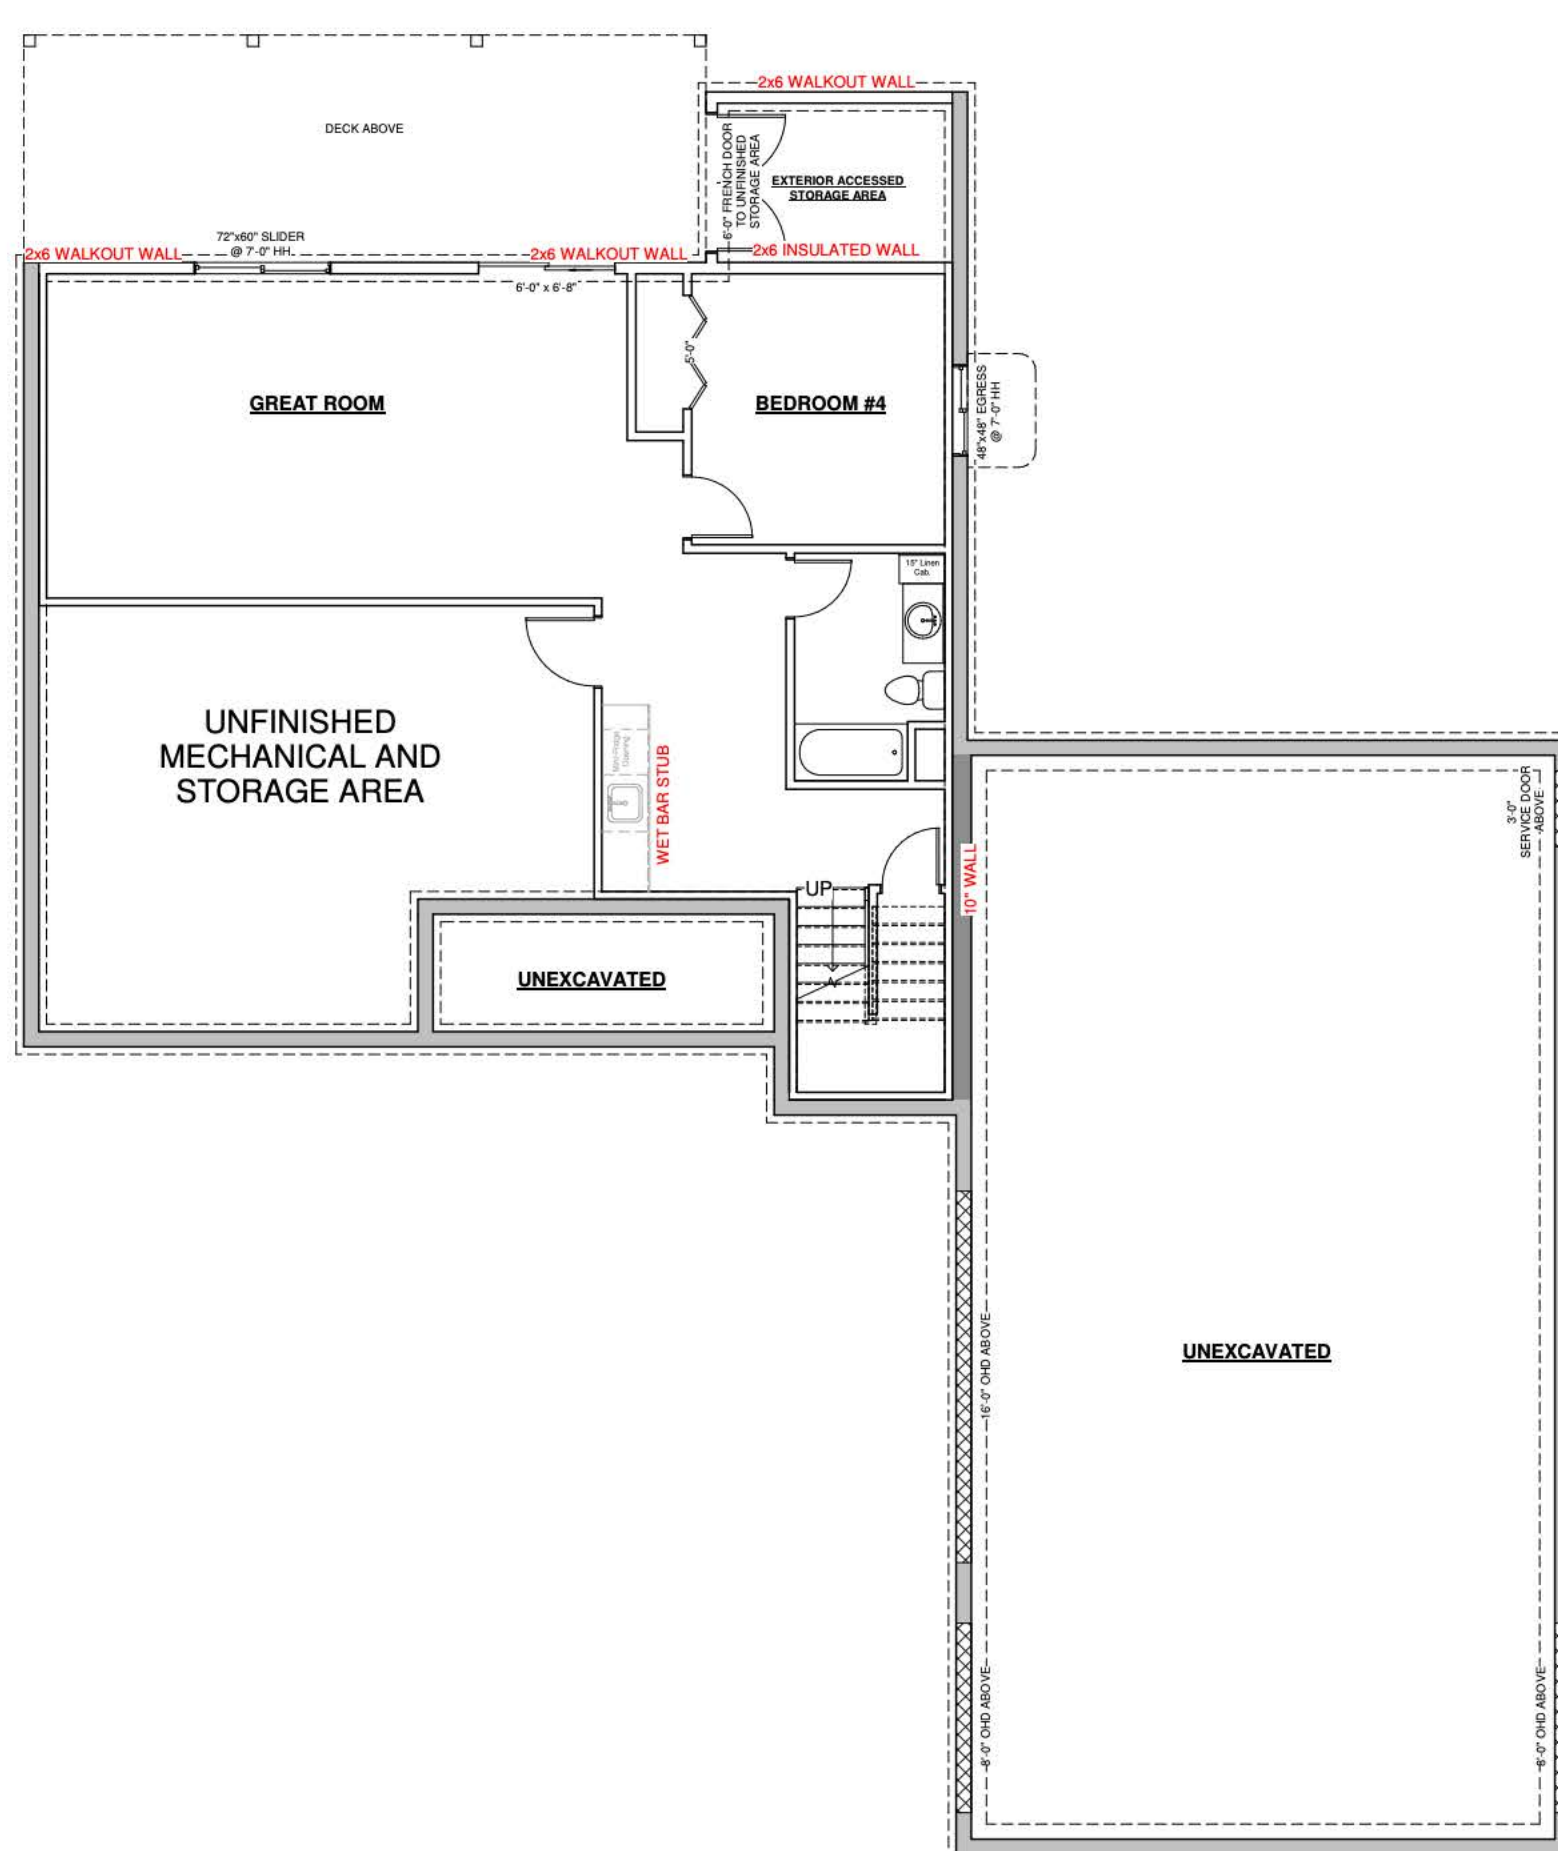 2x6 WALKOUT WALL
DECK ABOVE
6'-0" FRENCH DOOR
TO UNFINISHED
STORAGE AREA
EXTERIOR ACCESSED
STORAGE AREA
72"x60" SLIDER
@ 7'-0" HH
2x6 WALKOUT WALL
2x6 WALKOUT WALL
2x6 INSULATED WALL
6'-0" x 6'-8"
5'-0"
GREAT ROOM
BEDROOM #4
48"x48" EGRESS
@ 7'-0" HH
15" Linen
Cab.
UNFINISHED
MECHANICAL AND
STORAGE AREA
Mini-Fridge
Opening
WET BAR STUB
3'-0"
SERVICE DOOR
ABOVE
10" WALL
UP
UNEXCAVATED
16'-0" OHD ABOVE
UNEXCAVATED
8'-0" OHD ABOVE
8'-0" OHD ABOVE